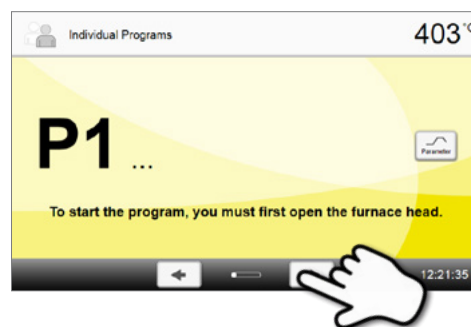 Individual Programs
403 °C
P1 ...
Parameter
To start the program, you must first open the furnace head.
12:21:35